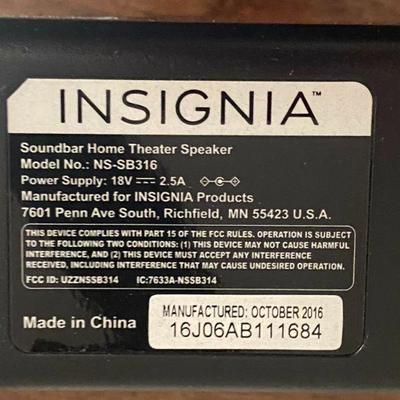 INSIGNIA™
Soundbar Home Theater Speaker
Model No.: NS-SB316
Power Supply: 18V ⎓ 2.5A
Manufactured for INSIGNIA Products
7601 Penn Ave South, Richfield, MN 55423 U.S.A.
THIS DEVICE COMPLIES WITH PART 15 OF THE FCC RULES. OPERATION IS SUBJECT
TO THE FOLLOWING TWO CONDITIONS: (1) THIS DEVICE MAY NOT CAUSE HARMFUL
INTERFERENCE, AND (2) THIS DEVICE MUST ACCEPT ANY INTERFERENCE
RECEIVED, INCLUDING INTERFERENCE THAT MAY CAUSE UNDESIRED OPERATION.
FCC ID: UZZNSSB314 IC:7633A-NSSB314
Made in China
MANUFACTURED: OCTOBER 2016
16J06AB111684